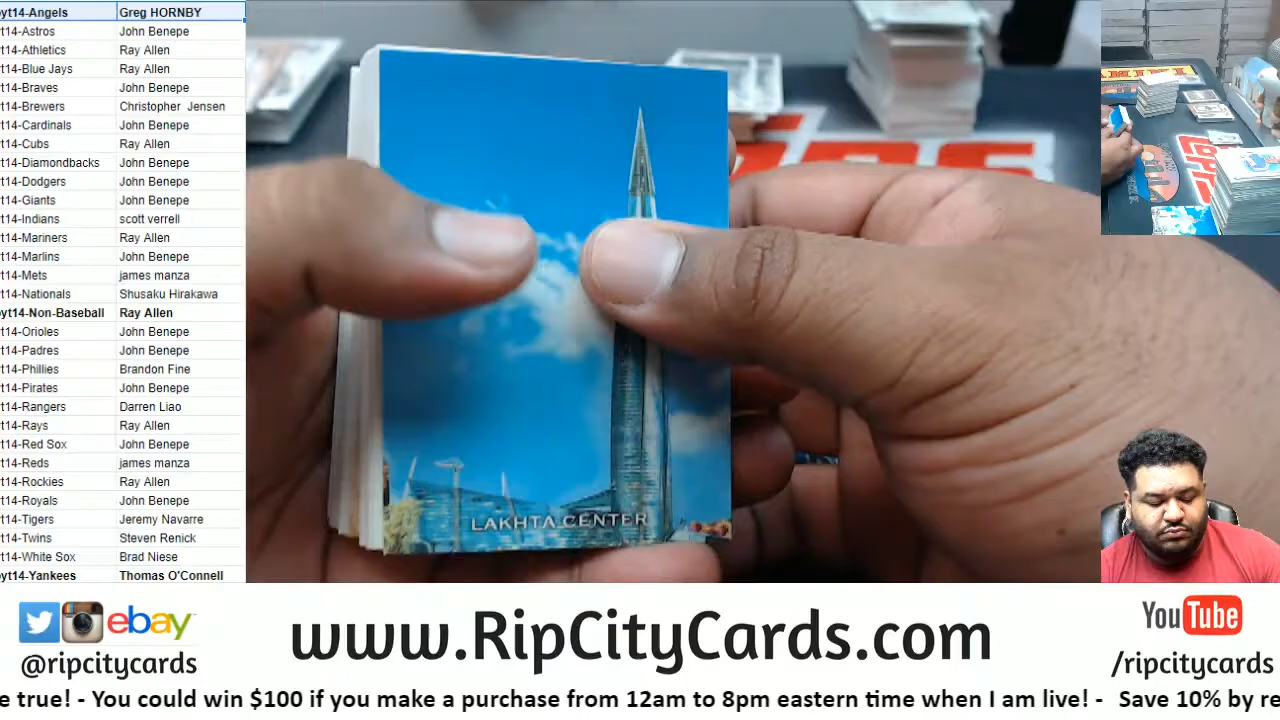 yt14-Angels Greg HORNBY
t14-Astros John Benepe
t14-Athletics Ray Allen
t14-Blue Jays Ray Allen
t14-Braves John Benepe
t14-Brewers Christopher Jensen
t14-Cardinals John Benepe
t14-Cubs Ray Allen
t14-Diamondbacks John Benepe
t14-Dodgers John Benepe
t14-Giants John Benepe
t14-Indians scott verrell
t14-Mariners Ray Allen
t14-Marlins John Benepe
t14-Mets james manza
t14-Nationals Shusaku Hirakawa
yt14-Non-Baseball Ray Allen
t14-Orioles John Benepe
t14-Padres John Benepe
t14-Phillies Brandon Fine
t14-Pirates John Benepe
t14-Rangers Darren Liao
t14-Rays Ray Allen
t14-Red Sox John Benepe
t14-Reds james manza
t14-Rockies Ray Allen
t14-Royals John Benepe
t14-Tigers Jeremy Navarre
t14-Twins Steven Renick
t14-White Sox Brad Niese
yt14-Yankees Thomas O'Connell
LAKHTA CENTER
ebay
@ripcitycards
www.RipCityCards.com
YouTube
/ripcitycards
e true! - You could win $100 if you make a purchase from 12am to 8pm eastern time when I am live! - Save 10% by re